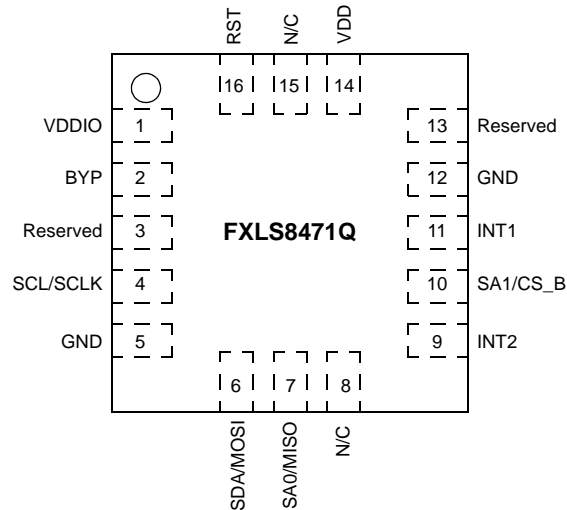 RST
N/C
VDD
16
15
14
VDDIO 1
13 Reserved
BYP 2
12 GND
Reserved 3
FXLS8471Q
11 INT1
SCL/SCLK 4
10 SA1/CS_B
GND 5
9 INT2
6
7
8
SDA/MOSI
SA0/MISO
N/C